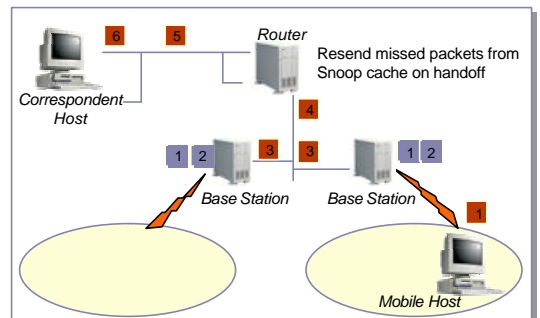 6 5 Router
Resend missed packets from
Snoop cache on handoff
Correspondent
Host
4
1 2 3 3 1 2
Base Station Base Station
1
Mobile Host